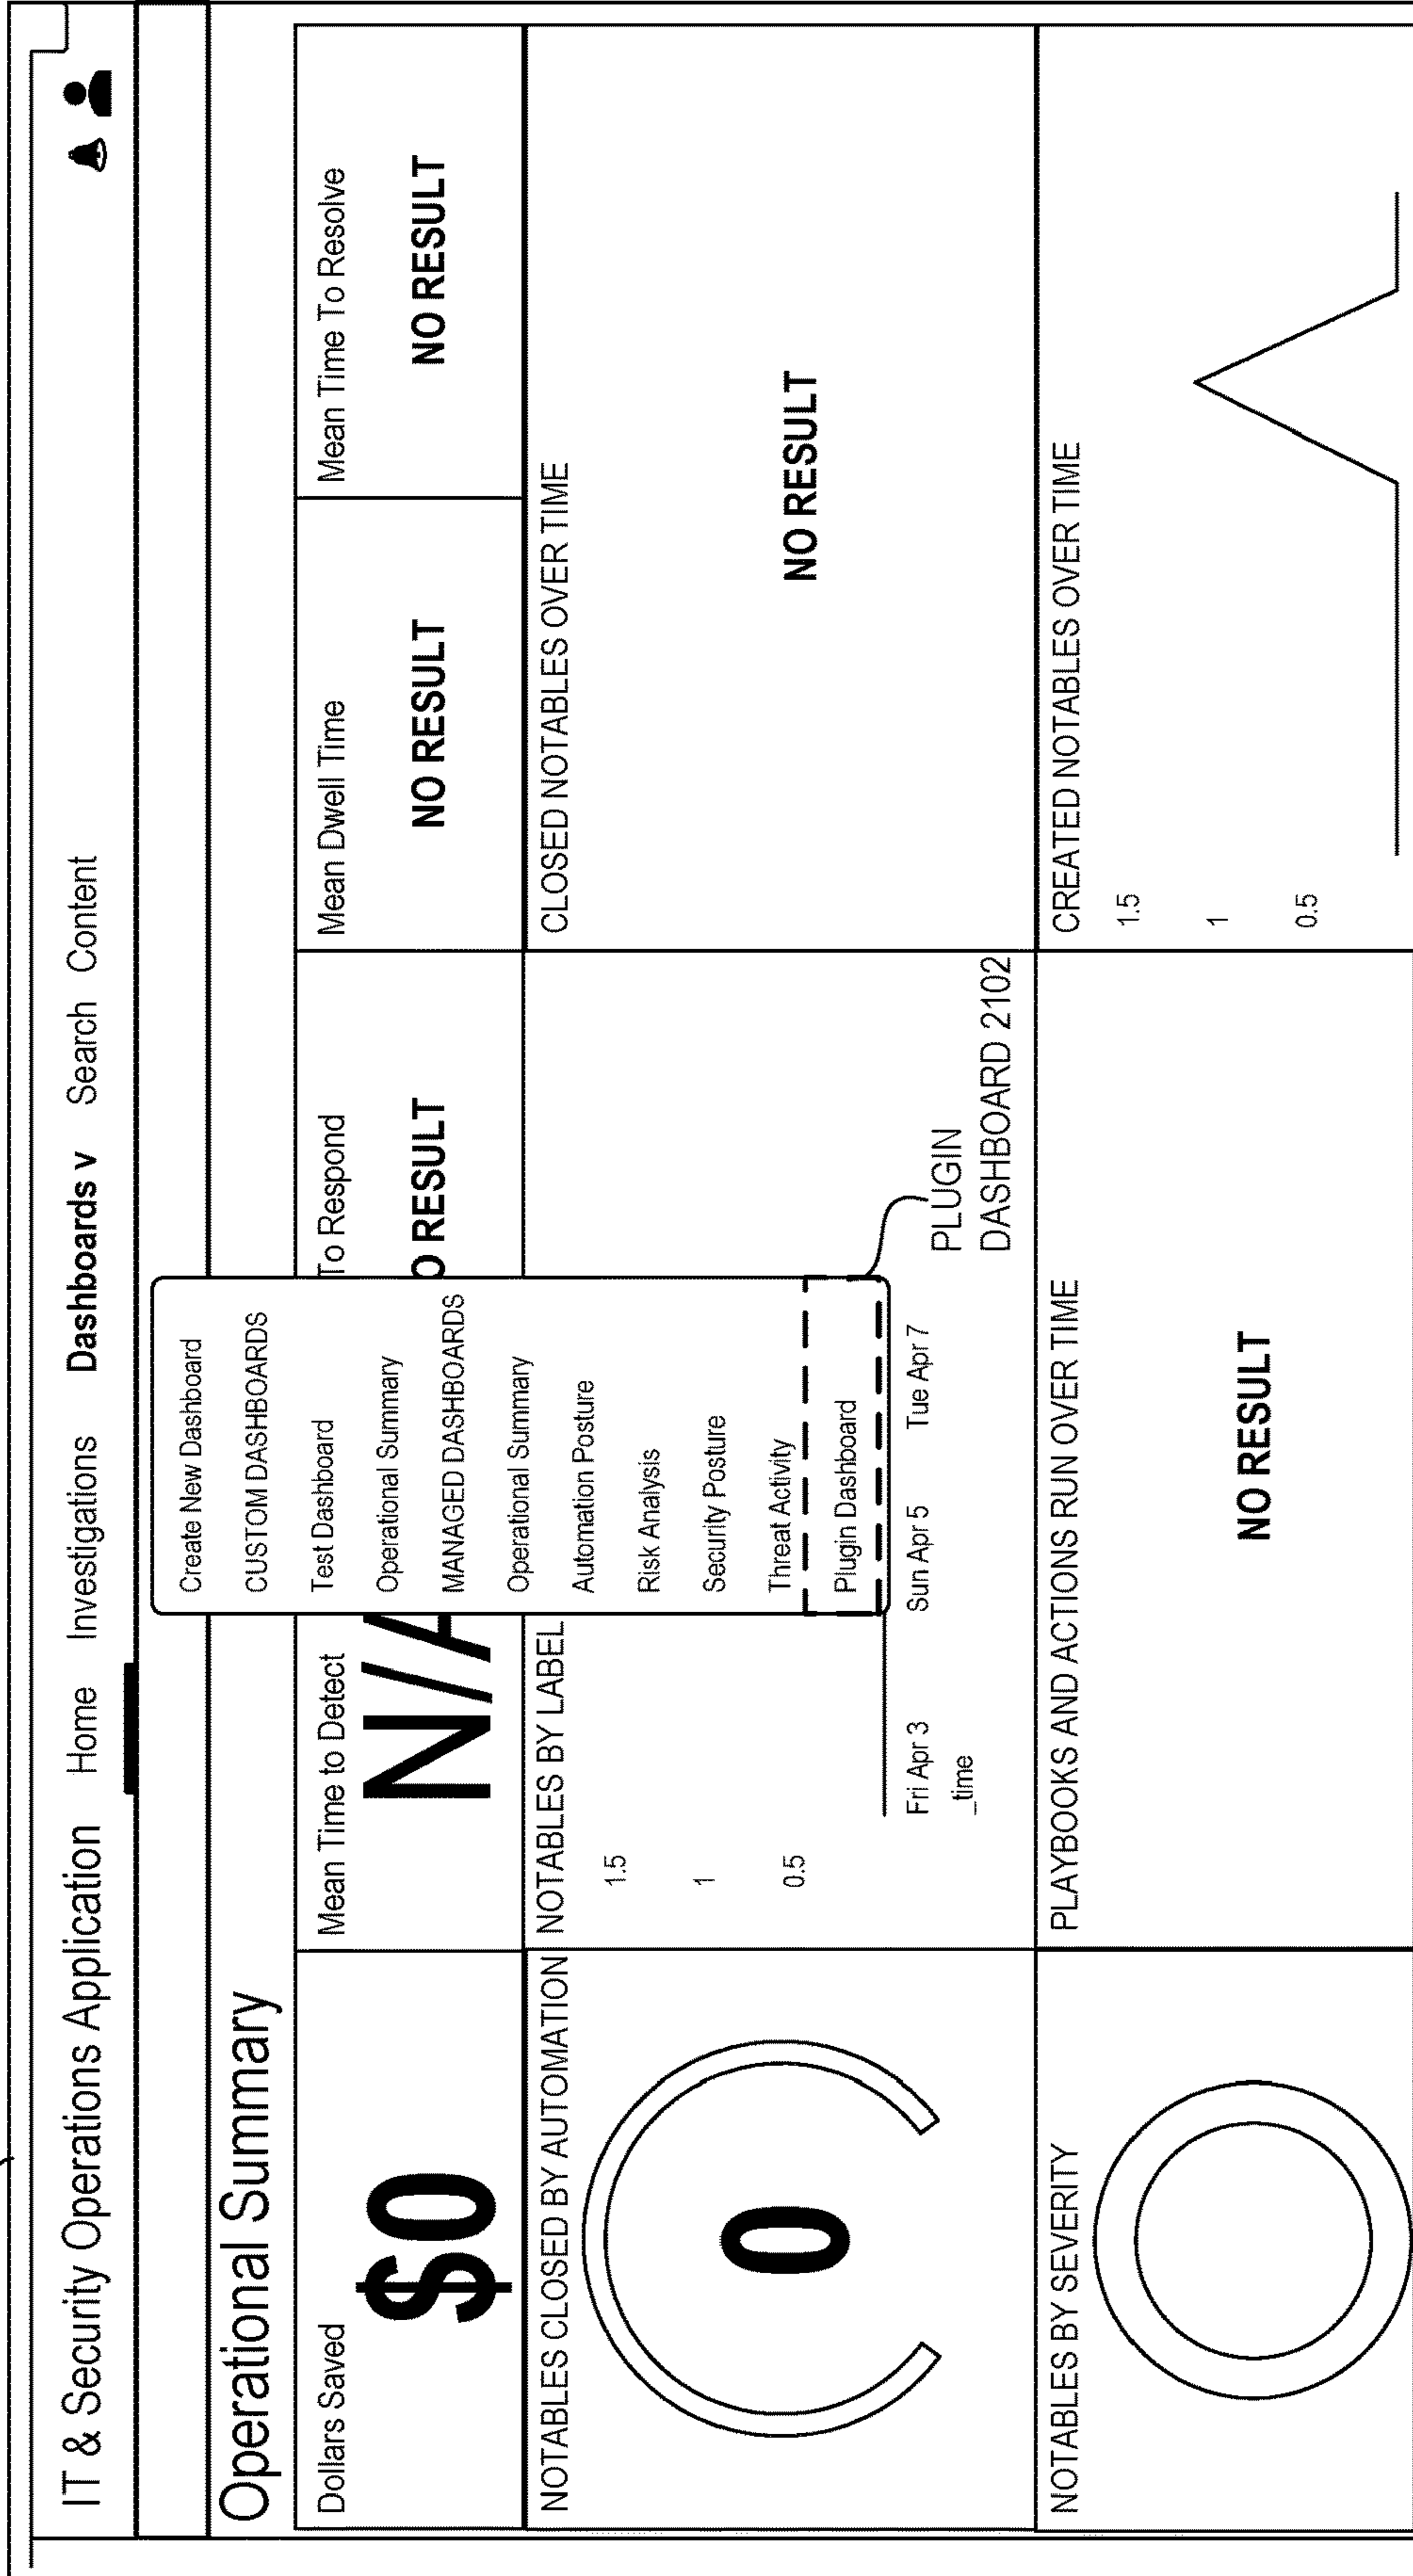 IT & Security Operations Application Home Investigations Dashboards v Search Content
Operational Summary
Create New Dashboard
CUSTOM DASHBOARDS
Test Dashboard
Operational Summary
MANAGED DASHBOARDS
Operational Summary
Automation Posture
Risk Analysis
Security Posture
Threat Activity
Plugin Dashboard
PLUGIN
DASHBOARD 2102
Dollars Saved
$0
Mean Time to Detect
N/A
To Respond
O RESULT
Mean Dwell Time
NO RESULT
Mean Time To Resolve
NO RESULT
NOTABLES CLOSED BY AUTOMATION
0
NOTABLES BY LABEL
1.5
1
0.5
Fri Apr 3 Sun Apr 5 Tue Apr 7
_time
CLOSED NOTABLES OVER TIME
NO RESULT
NOTABLES BY SEVERITY
PLAYBOOKS AND ACTIONS RUN OVER TIME
NO RESULT
CREATED NOTABLES OVER TIME
1.5
1
0.5